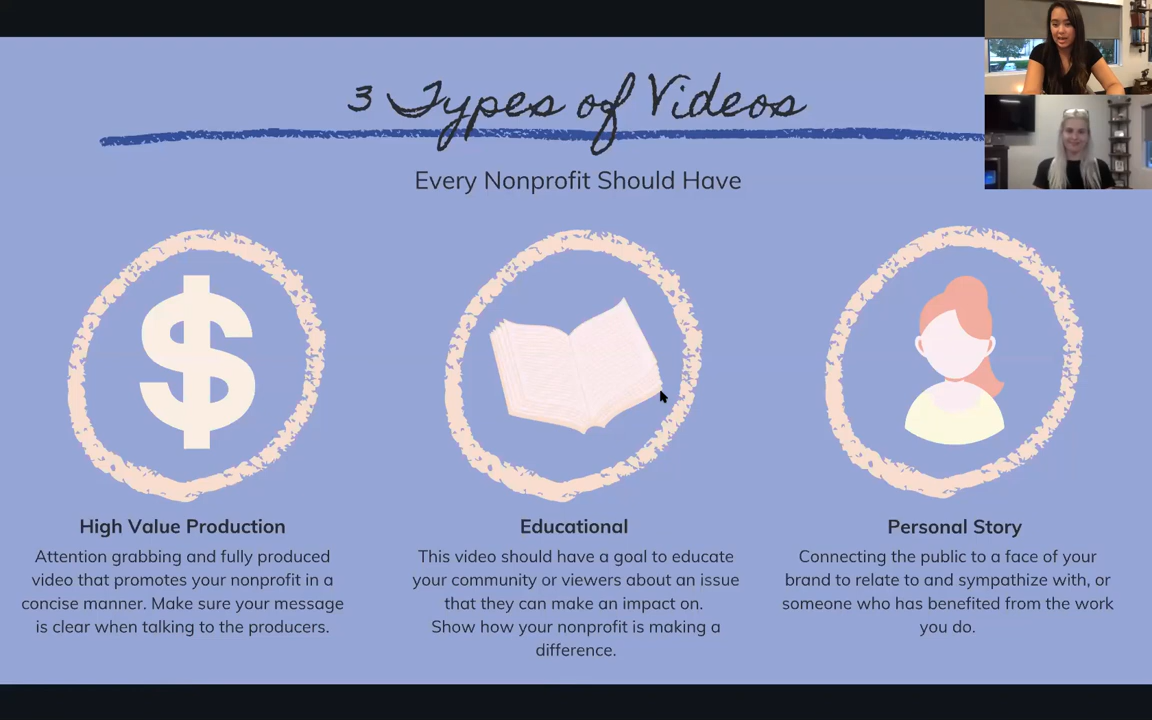 3 Types of Videos
Every Nonprofit Should Have
$
High Value Production
Attention grabbing and fully produced
video that promotes your nonprofit in a
concise manner. Make sure your message
is clear when talking to the producers.
Educational
This video should have a goal to educate
your community or viewers about an issue
that they can make an impact on.
Show how your nonprofit is making a
difference.
Personal Story
Connecting the public to a face of your
brand to relate to and sympathize with, or
someone who has benefited from the work
you do.